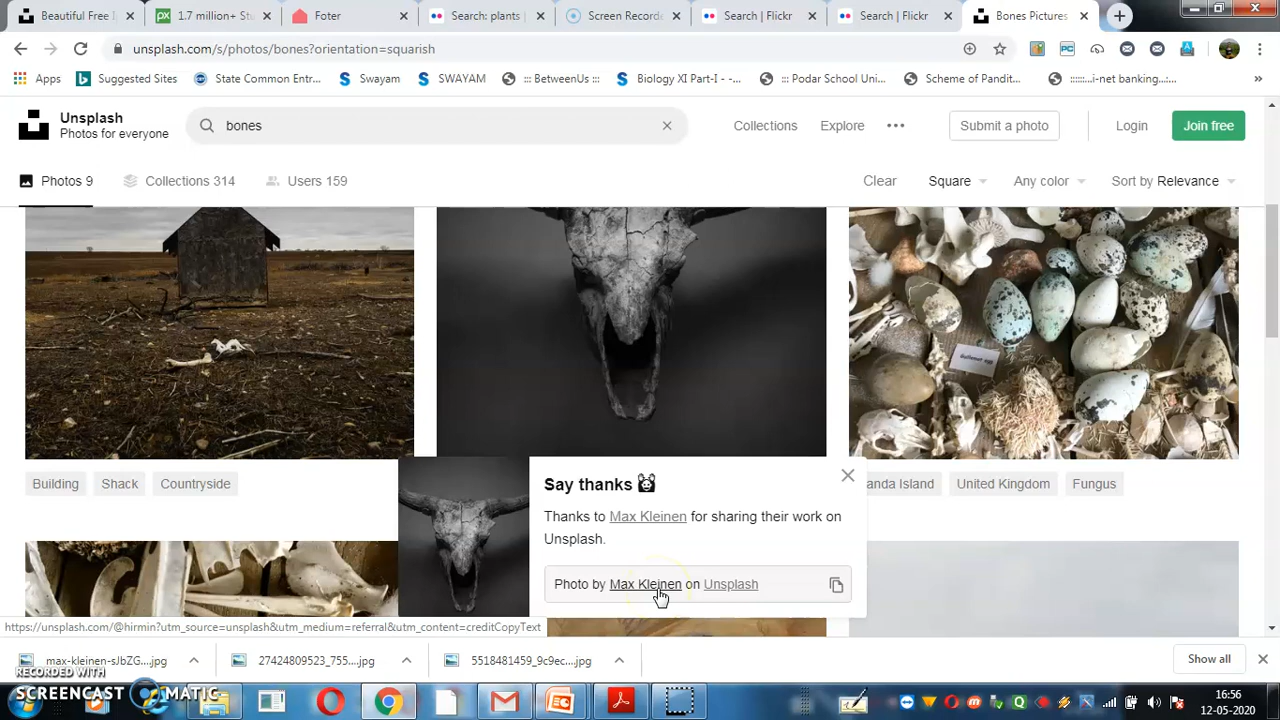 Beautiful Free I
1.7 million+ Stu
Foter
Search: plants |
Screen Recorde
Search | Flickr
Search | Flickr
Bones Pictures
unsplash.com/s/photos/bones?orientation=squarish
Apps
Suggested Sites
State Common Entr...
Swayam
SWAYAM
::: BetweenUs :::
Biology XI Part-I - -...
::: Podar School Uni...
Scheme of Pandit...
::::::...i-net banking...:...
»
Unsplash
Photos for everyone
bones
Collections
Explore
Submit a photo
Login
Join free
Photos 9
Collections 314
Users 159
Clear
Square
Any color
Sort by Relevance
Guillemot egg
Building
Shack
Countryside
anda Island
United Kingdom
Fungus
Say thanks
Thanks to Max Kleinen for sharing their work on
Unsplash.
Photo by Max Kleinen on Unsplash
https://unsplash.com/@hirmin?utm_source=unsplash&utm_medium=referral&utm_content=creditCopyText
max-kleinen-sJbZG....jpg
27424809523_755....jpg
5518481459_9c9ec...jpg
Show all
RECORDED WITH
SCREENCAST MATIC
16:56
12-05-2020